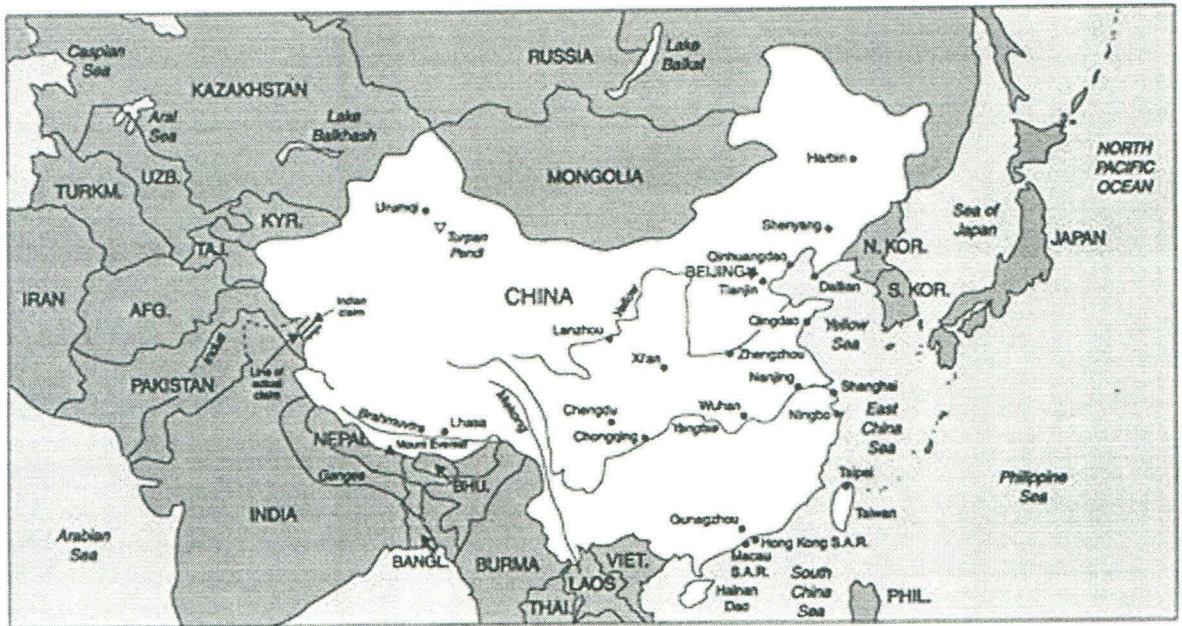 Caspian
Sea
RUSSIA
Lake
Baikal
KAZAKHSTAN
Aral
Sea
Lake
Balkhash
NORTH
PACIFIC
OCEAN
Harbin
MONGOLIA
UZB.
TURKM.
KYR.
Urumqi
Turpan
Pendi
Sea of
Japan
Shenyang
JAPAN
TAJ.
N. KOR.
Qinhuangdao
BEIJING
Tianjin
Dalian
S. KOR.
IRAN
AFG.
CHINA
Indian
claim
Indus
Lanzhou
Qingdao
Yellow
Sea
Xi'an
Zhengzhou
PAKISTAN
Line of
actual
claim
Nanjing
Shanghai
Mekong
Chengdu
Wuhan
Ningbo
East
China
Sea
Brahmaputra
Lhasa
Chongqing
Yangtze
NEPAL
Mount Everest
Ganges
BHU.
Taipei
Philippine
Sea
INDIA
Taiwan
Arabian
Sea
Gunagzhou
Hong Kong S.A.R.
BANGL.
BURMA
VIET.
Macau
S.A.R.
LAOS
Hainan
Dao
South
China
Sea
THAI.
PHIL.